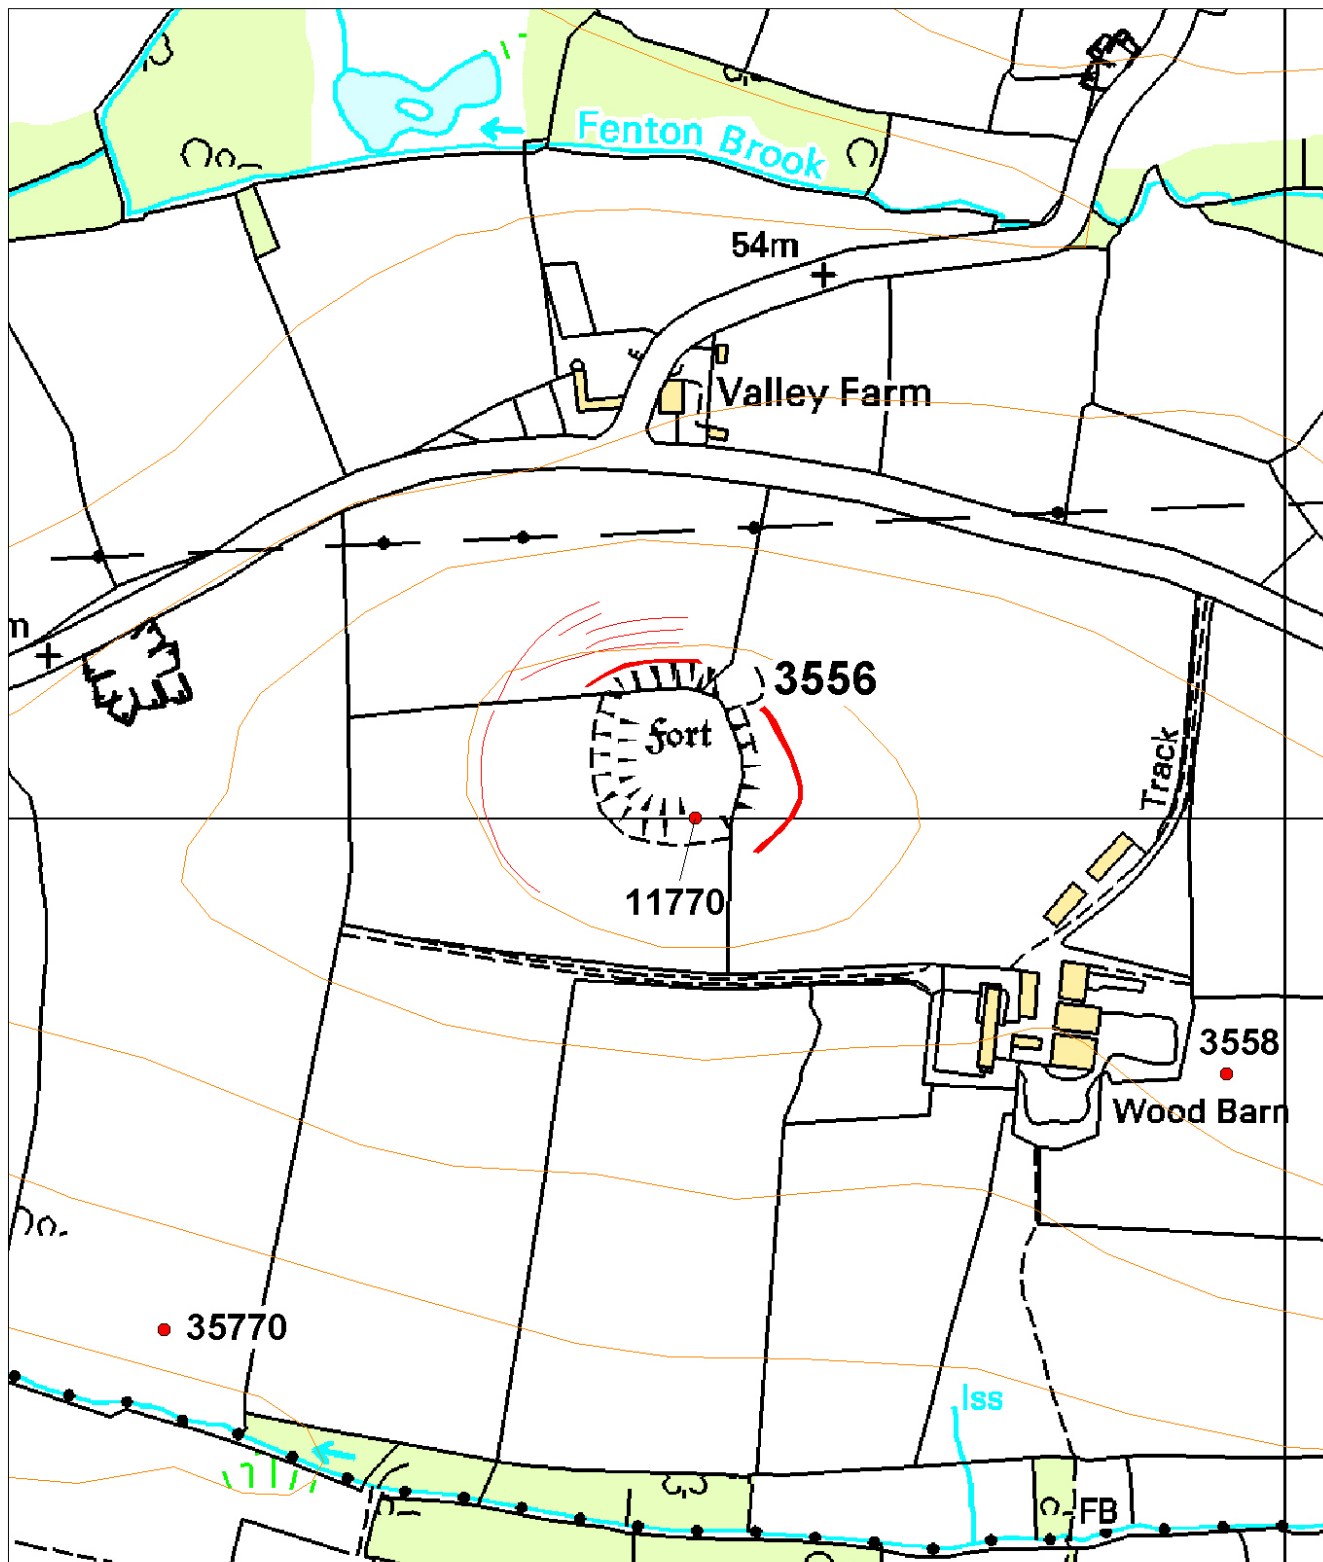 Fenton Brook
54m
Valley Farm
m
3556
Fort
Track
11770
3558
Wood Barn
35770
Iss
FB